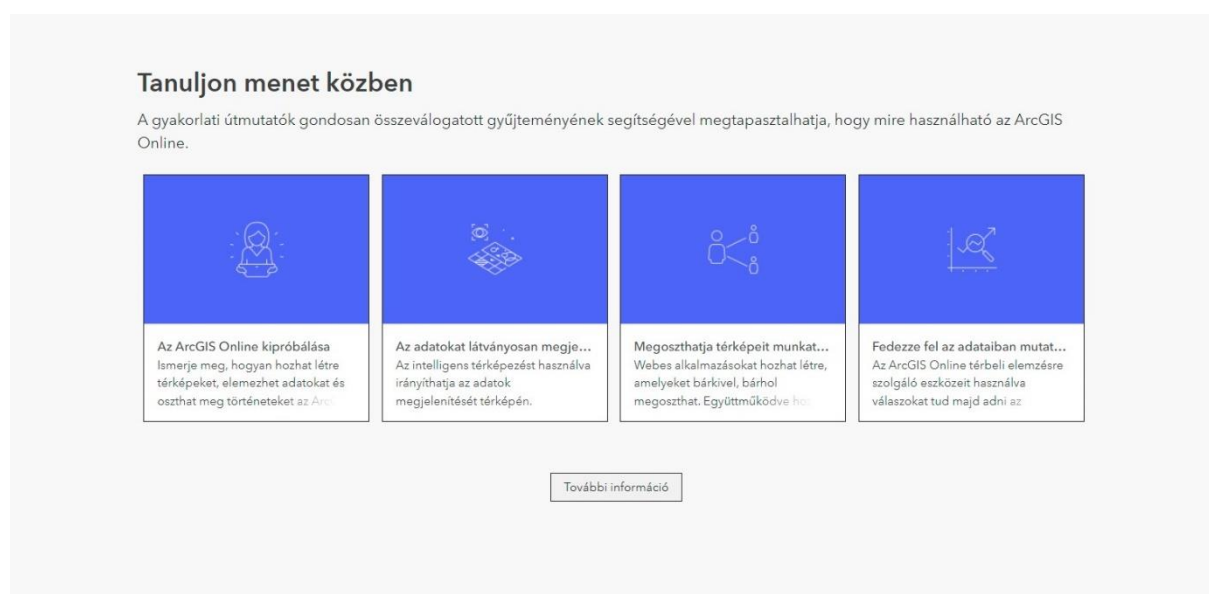 Tanuljon menet közben
A gyakorlati útmutatók gondosan összeválogatott gyűjteményének segítségével megtapasztalhatja, hogy mire használható az ArcGIS
Online.
Az ArcGIS Online kipróbálása
Ismerje meg, hogyan hozhat létre
térképeket, elemezhet adatokat és
oszthat meg történeteket az
Az adatokat látványosan megje...
Az intelligens térképezést használva
irányíthatja az adatok
megjelenítését térképén.
Megoszthatja térképeit munkat...
Webes alkalmazásokat hozhat létre,
amelyeket bárkivel, bárhol
megoszthat. Együttműködve
Fedezze fel az adataiban mutat...
Az ArcGIS Online térbeli elemzésre
szolgáló eszközeit használva
válaszokat tud majd adni az
További információ